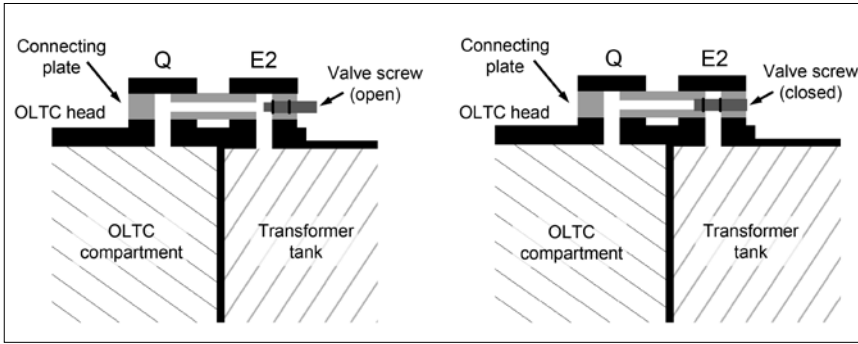 Connecting
plate
Q
E2
Valve screw
(open)
OLTC head
OLTC
compartment
Transformer
tank
Connecting
plate
Q
E2
Valve screw
(closed)
OLTC head
OLTC
compartment
Transformer
tank